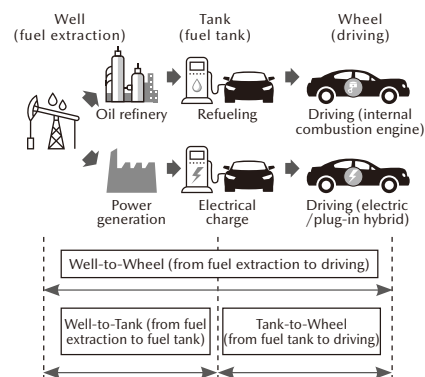 Well
(fuel extraction)
Tank
(fuel tank)
Wheel
(driving)
Oil refinery
Refueling
Driving (internal
combustion engine)
Power
generation
Electrical
charge
Driving (electric
/plug-in hybrid)
Well-to-Wheel (from fuel extraction to driving)
Well-to-Tank (from fuel
extraction to fuel tank)
Tank-to-Wheel
(from fuel tank to driving)